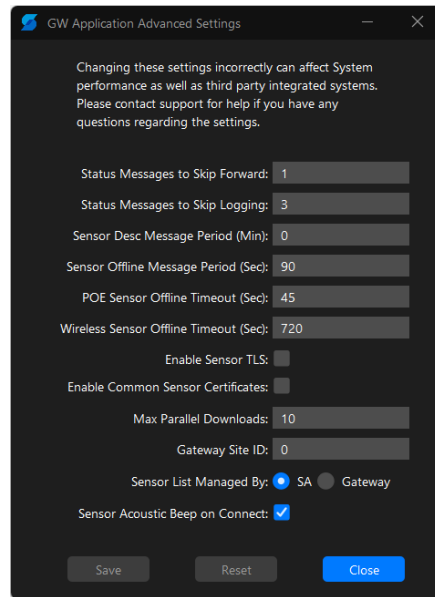 GW Application Advanced Settings
Changing these settings incorrectly can affect System
performance as well as third party integrated systems.
Please contact support for help if you have any
questions regarding the settings.
Status Messages to Skip Forward: 1
Status Messages to Skip Logging: 3
Sensor Desc Message Period (Min): 0
Sensor Offline Message Period (Sec): 90
POE Sensor Offline Timeout (Sec): 45
Wireless Sensor Offline Timeout (Sec): 720
Enable Sensor TLS:
Enable Common Sensor Certificates:
Max Parallel Downloads: 10
Gateway Site ID: 0
Sensor List Managed By: SA Gateway
Sensor Acoustic Beep on Connect:
Save Reset Close